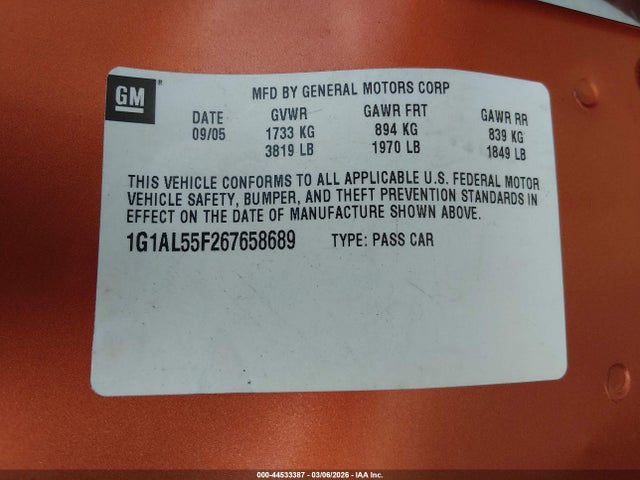 GM®
MFD BY GENERAL MOTORS CORP
DATE GVWR GAWR FRT GAWR RR
09/05 1733 KG 894 KG 839 KG
3819 LB 1970 LB 1849 LB
THIS VEHICLE CONFORMS TO ALL APPLICABLE U.S. FEDERAL MOTOR
VEHICLE SAFETY, BUMPER, AND THEFT PREVENTION STANDARDS IN
EFFECT ON THE DATE OF MANUFACTURE SHOWN ABOVE.
1G1AL55F267658689 TYPE: PASS CAR
000-44533387 - 03/06/2026 - IAA Inc.